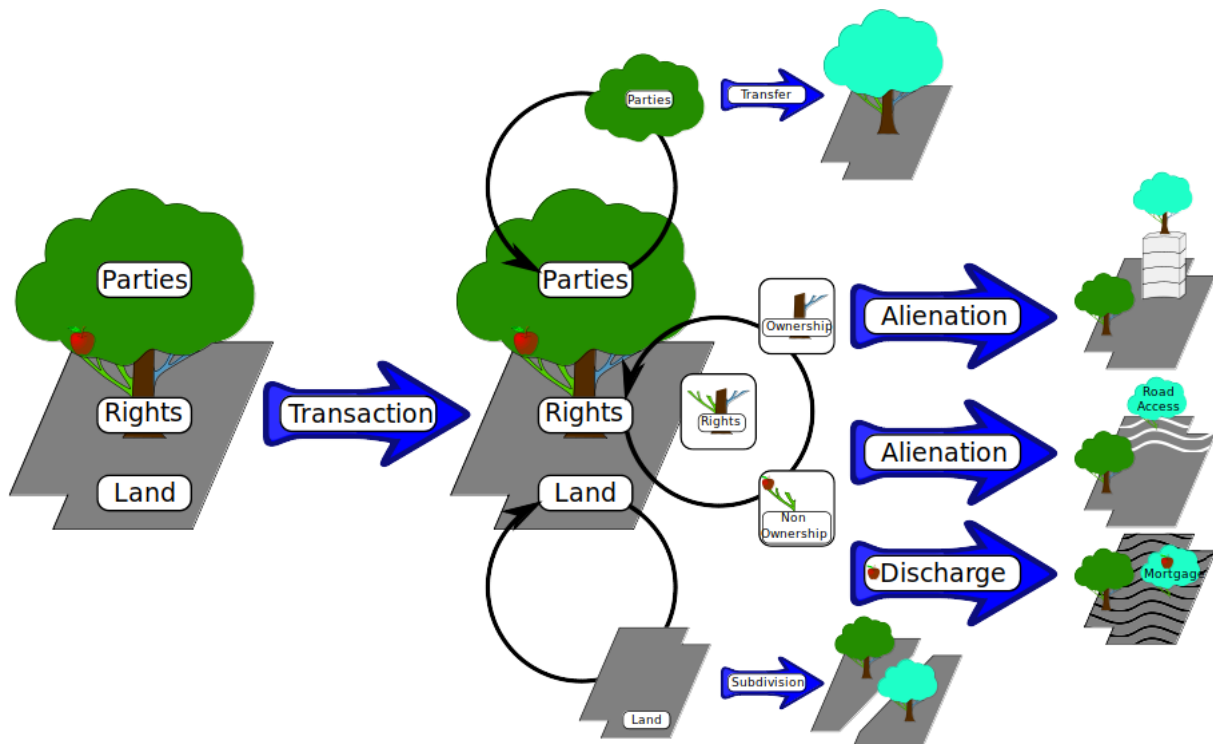 Parties
Rights
Land
Transaction
Parties
Transfer
Parties
Rights
Land
Ownership
Rights
Non
Ownership
Alienation
Road
Access
Alienation
Discharge
Mortgage
Subdivision
Land